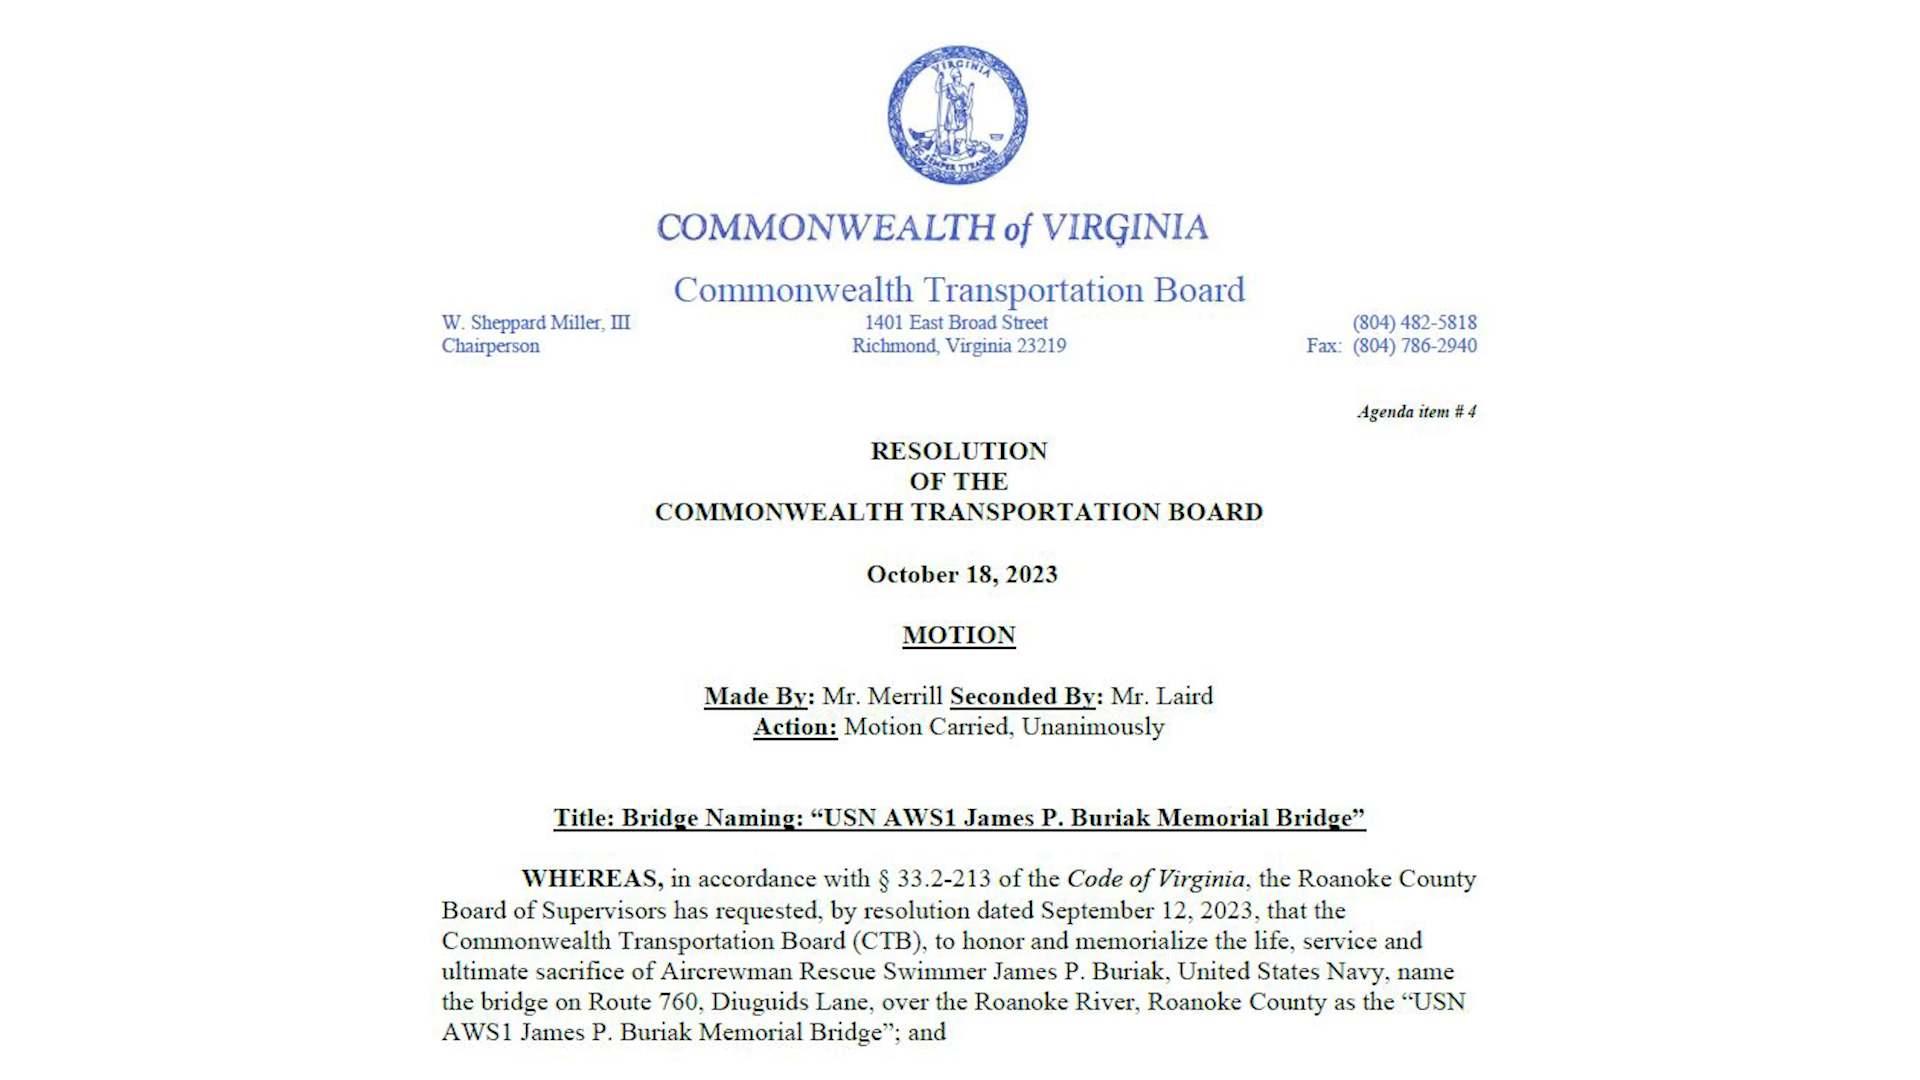 VIRGINIA
SIC SEMPER TYRANNIS
COMMONWEALTH of VIRGINIA
Commonwealth Transportation Board
W. Sheppard Miller, III 1401 East Broad Street (804) 482-5818
Chairperson Richmond, Virginia 23219 Fax: (804) 786-2940
Agenda item # 4
RESOLUTION
OF THE
COMMONWEALTH TRANSPORTATION BOARD
October 18, 2023
MOTION
Made By: Mr. Merrill Seconded By: Mr. Laird
Action: Motion Carried, Unanimously
Title: Bridge Naming: “USN AWS1 James P. Buriak Memorial Bridge”
WHEREAS, in accordance with § 33.2-213 of the Code of Virginia, the Roanoke County
Board of Supervisors has requested, by resolution dated September 12, 2023, that the
Commonwealth Transportation Board (CTB), to honor and memorialize the life, service and
ultimate sacrifice of Aircrewman Rescue Swimmer James P. Buriak, United States Navy, name
the bridge on Route 760, Diuguids Lane, over the Roanoke River, Roanoke County as the “USN
AWS1 James P. Buriak Memorial Bridge”; and